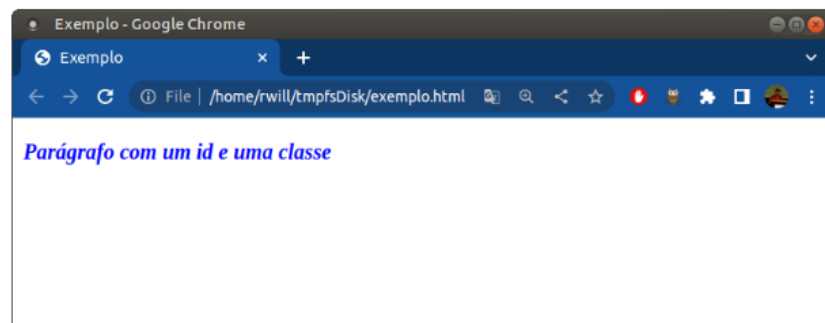 Exemplo - Google Chrome
Exemplo
File | /home/rwill/tmpfsDisk/exemplo.html
Parágrafo com um id e uma classe